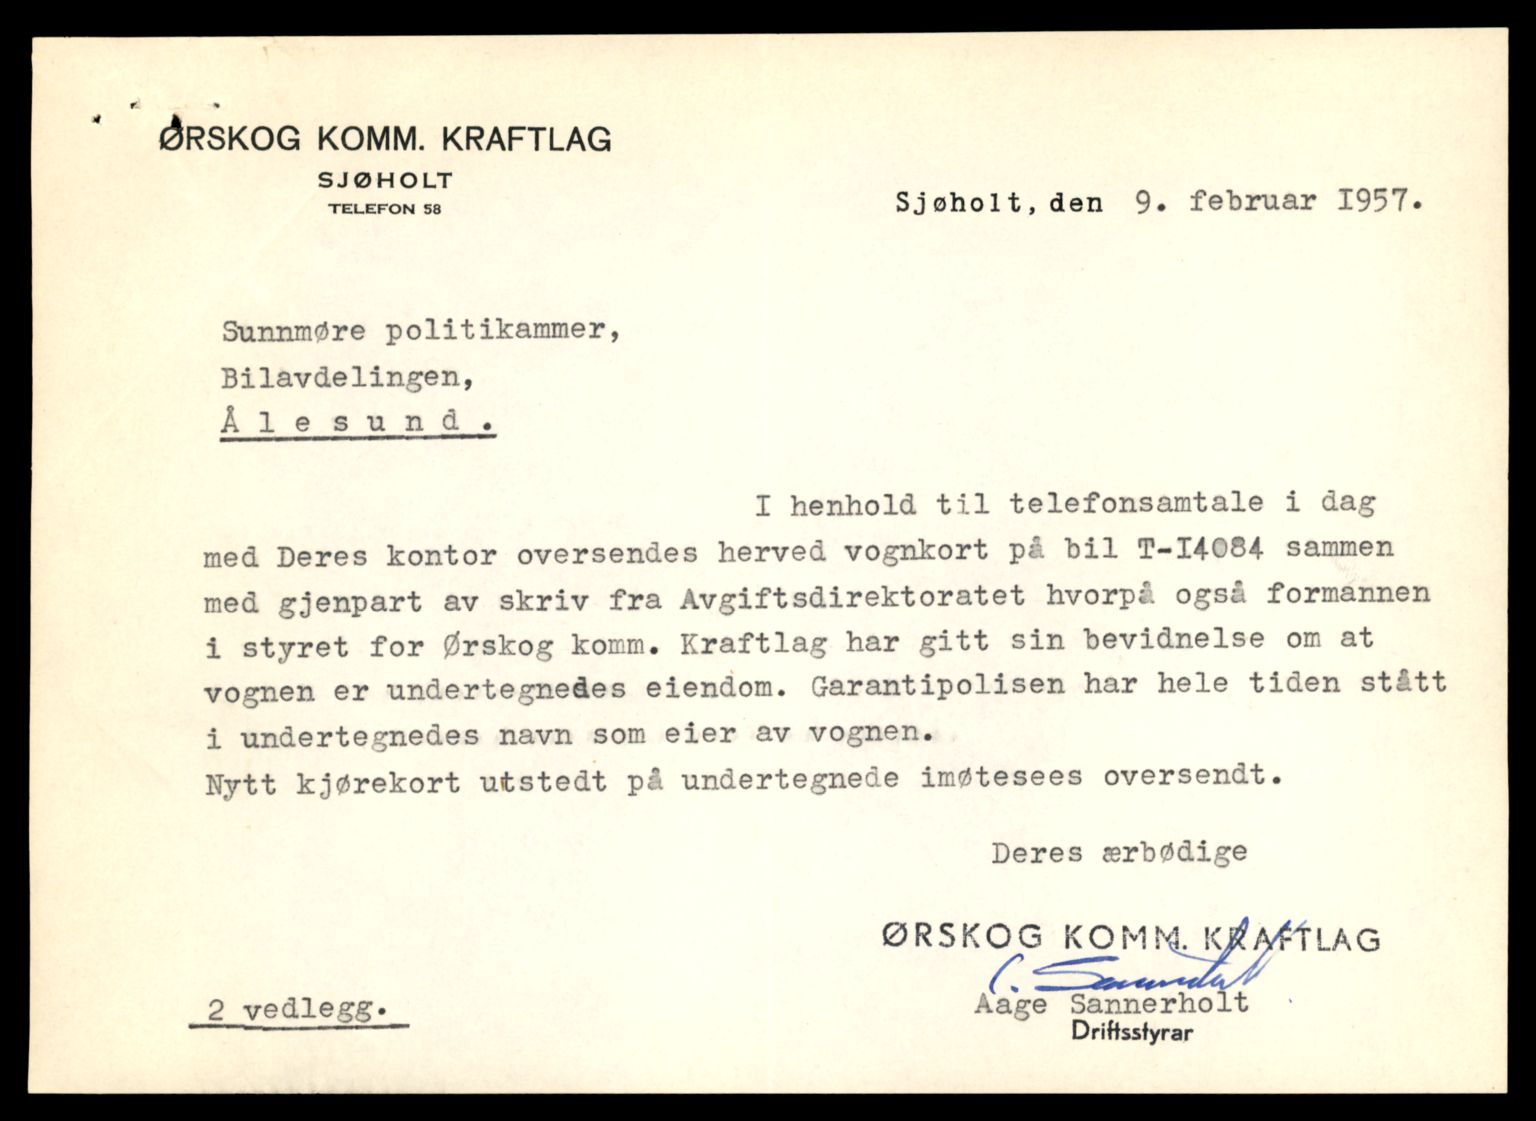 ØRSKOG KOMM. KRAFTLAG
SJØHOLT
TELEFON 58
Sjøholt, den 9. februar I957.
Sunnmøre politikammer,
Bilavdelingen,
Å l e s u n d .
I henhold til telefonsamtale i dag
med Deres kontor oversendes herved vognkort på bil T-I4084 sammen
med gjenpart av skriv fra Avgiftsdirektoratet hvorpå også formannen
i styret for Ørskog komm. Kraftlag har gitt sin bevidnelse om at
vognen er undertegnedes eiendom. Garantipolisen har hele tiden stått
i undertegnedes navn som eier av vognen.
Nytt kjørekort utstedt på undertegnede imøtesees oversendt.
Deres ærbødige
ØRSKOG KOMM. KRAFTLAG
Aage Sannerholt
Driftsstyrar
2 vedlegg.